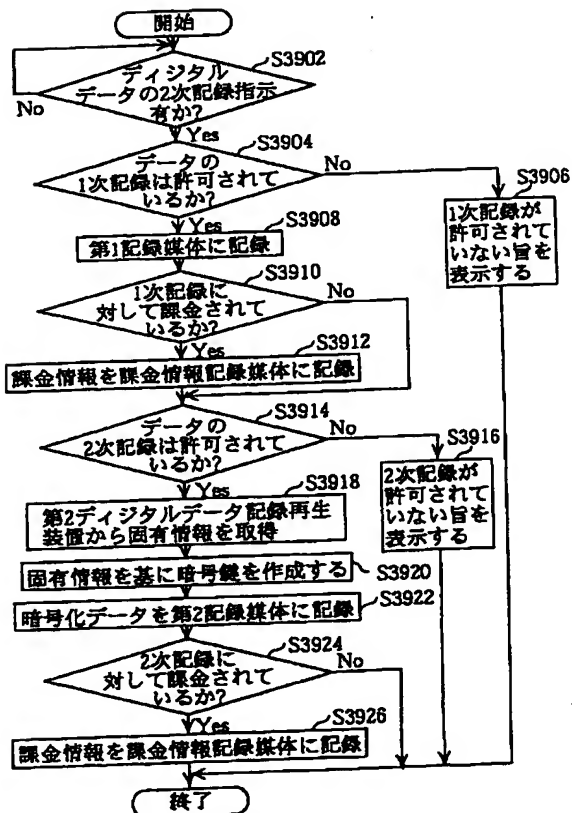 開始
S3902
ディジタル
データの2次記録指示
有か?
No
Yes
S3904
データの
1次記録は許可されて
いるか?
No
S3906
1次記録が
許可されて
いない旨を
表示する
Yes
S3908
第1記録媒体に記録
S3910
1次記録に
対して課金されて
いるか?
No
Yes
S3912
課金情報を課金情報記録媒体に記録
S3914
データの
2次記録は許可されて
いるか?
No
S3916
2次記録が
許可されて
いない旨を
表示する
Yes
S3918
第2ディジタルデータ記録再生
装置から固有情報を取得
固有情報を基に暗号鍵を作成する
S3920
暗号化データを第2記録媒体に記録
S3922
S3924
2次記録に
対して課金されて
いるか?
No
Yes
S3926
課金情報を課金情報記録媒体に記録
終了